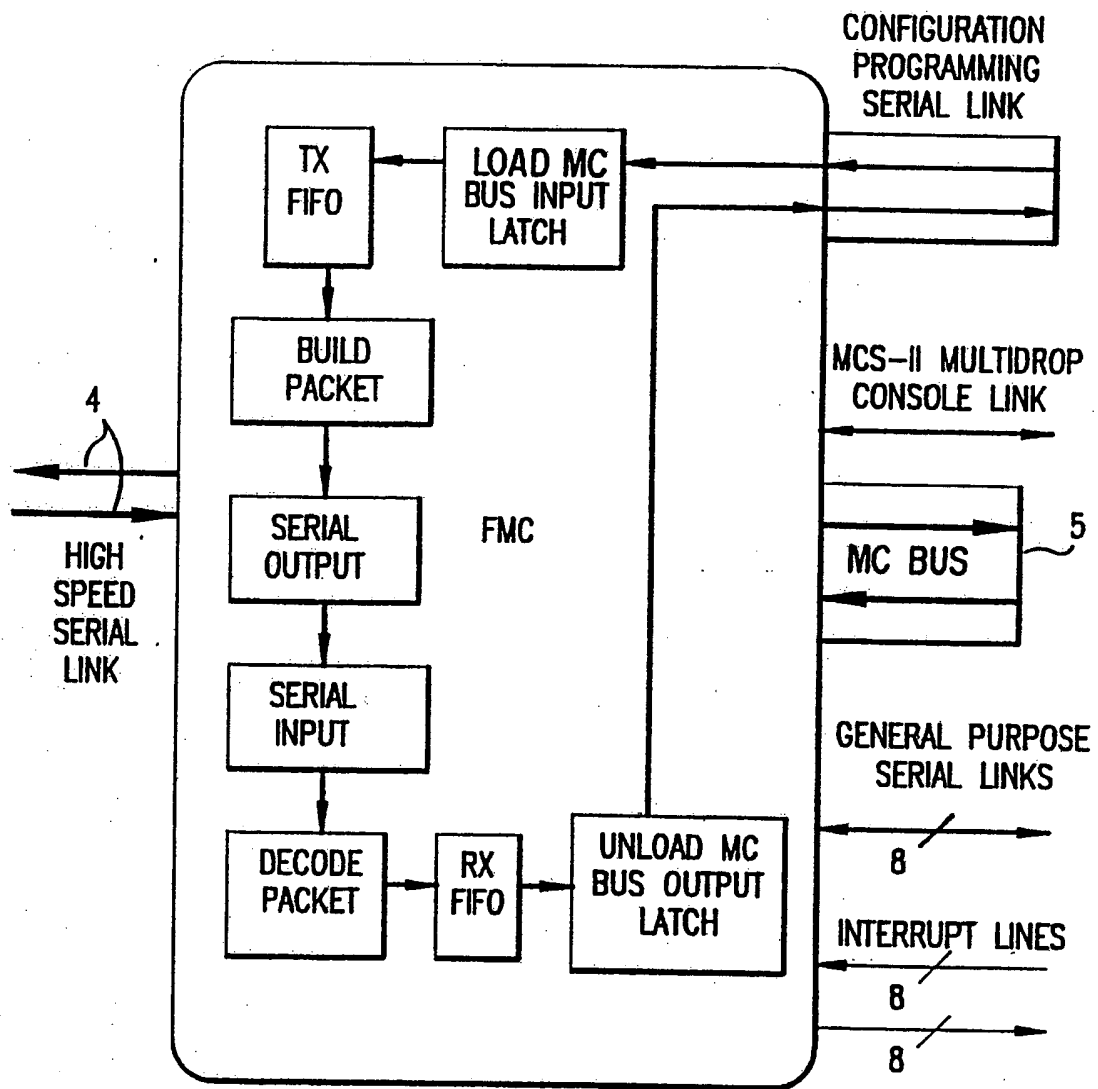 CONFIGURATION
PROGRAMMING
SERIAL LINK
TX
FIFO
LOAD MC
BUS INPUT
LATCH
BUILD
PACKET
MCS-II MULTIDROP
CONSOLE LINK
4
SERIAL
OUTPUT
FMC
MC BUS
5
HIGH
SPEED
SERIAL
LINK
SERIAL
INPUT
GENERAL PURPOSE
SERIAL LINKS
8
DECODE
PACKET
RX
FIFO
UNLOAD MC
BUS OUTPUT
LATCH
INTERRUPT LINES
8
8